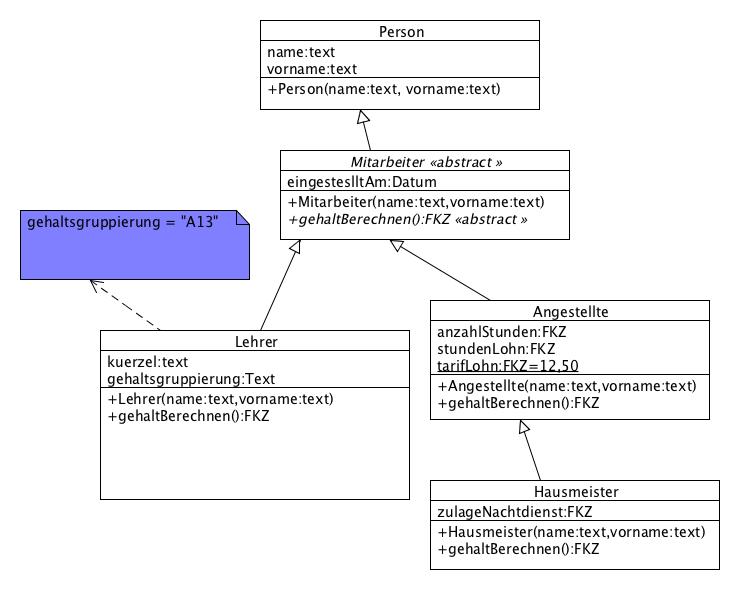 Person
name:text
vorname:text
+Person(name:text, vorname:text)
Mitarbeiter «abstract »
eingesteslltAm:Datum
+Mitarbeiter(name:text,vorname:text)
+gehaltBerechnen():FKZ «abstract »
gehaltsgruppierung = "A13"
Lehrer
kuerzel:text
gehaltsgruppierung:Text
+Lehrer(name:text,vorname:text)
+gehaltBerechnen():FKZ
Angestellte
anzahlStunden:FKZ
stundenLohn:FKZ
tarifLohn:FKZ=12,50
+Angestellte(name:text,vorname:text)
+gehaltBerechnen():FKZ
Hausmeister
zulageNachtdienst:FKZ
+Hausmeister(name:text,vorname:text)
+gehaltBerechnen():FKZ